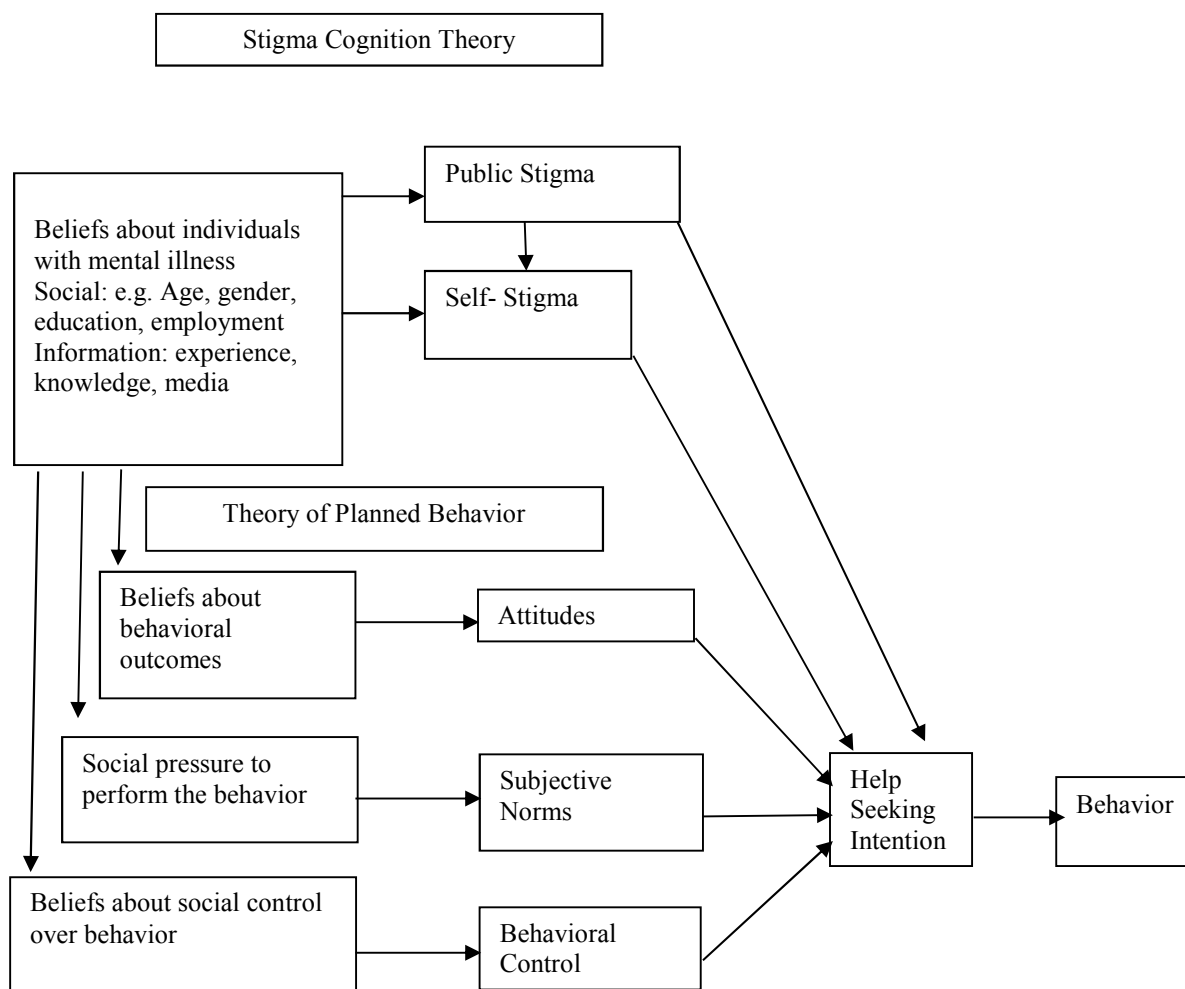 Stigma Cognition Theory
Public Stigma
Beliefs about individuals
with mental illness
Social: e.g. Age, gender,
education, employment
Information: experience,
knowledge, media
Self- Stigma
Theory of Planned Behavior
Beliefs about
behavioral
outcomes
Attitudes
Social pressure to
perform the behavior
Subjective
Norms
Help
Seeking
Intention
Behavior
Beliefs about social control
over behavior
Behavioral
Control